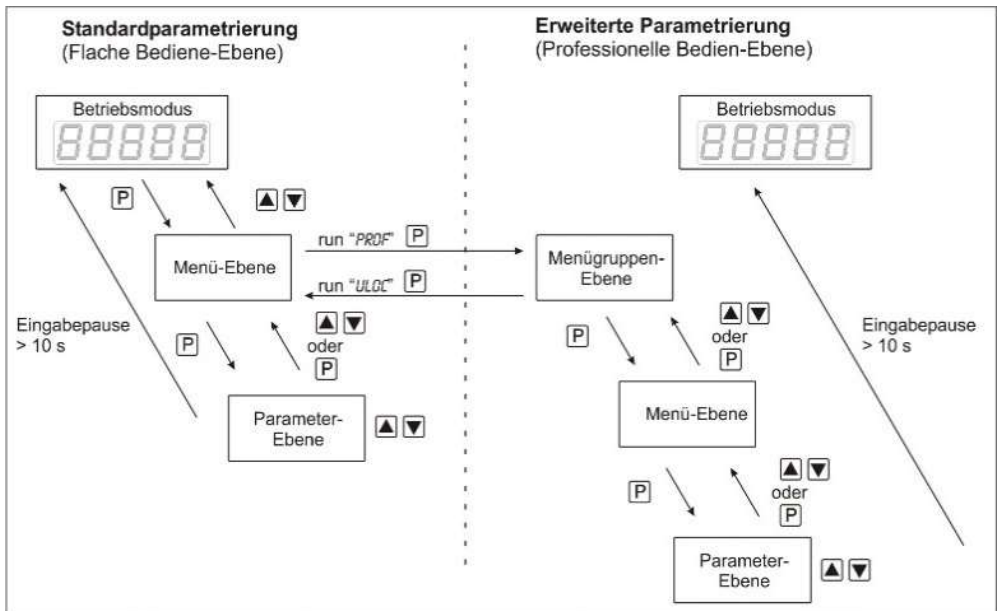 Standardparametrierung
(Flache Bediene-Ebene)
Betriebsmodus
88888
P
▲ ▼
Menü-Ebene
run "PROF" P
run "ULOC" P
P
▲ ▼
oder
P
Eingabepause
> 10 s
Parameter-
Ebene
▲ ▼
Erweiterte Parametrierung
(Professionelle Bedien-Ebene)
Betriebsmodus
88888
Menügruppen-
Ebene
P
▲ ▼
oder
P
Eingabepause
> 10 s
Menü-Ebene
P
▲ ▼
oder
P
Parameter-
Ebene
▲ ▼